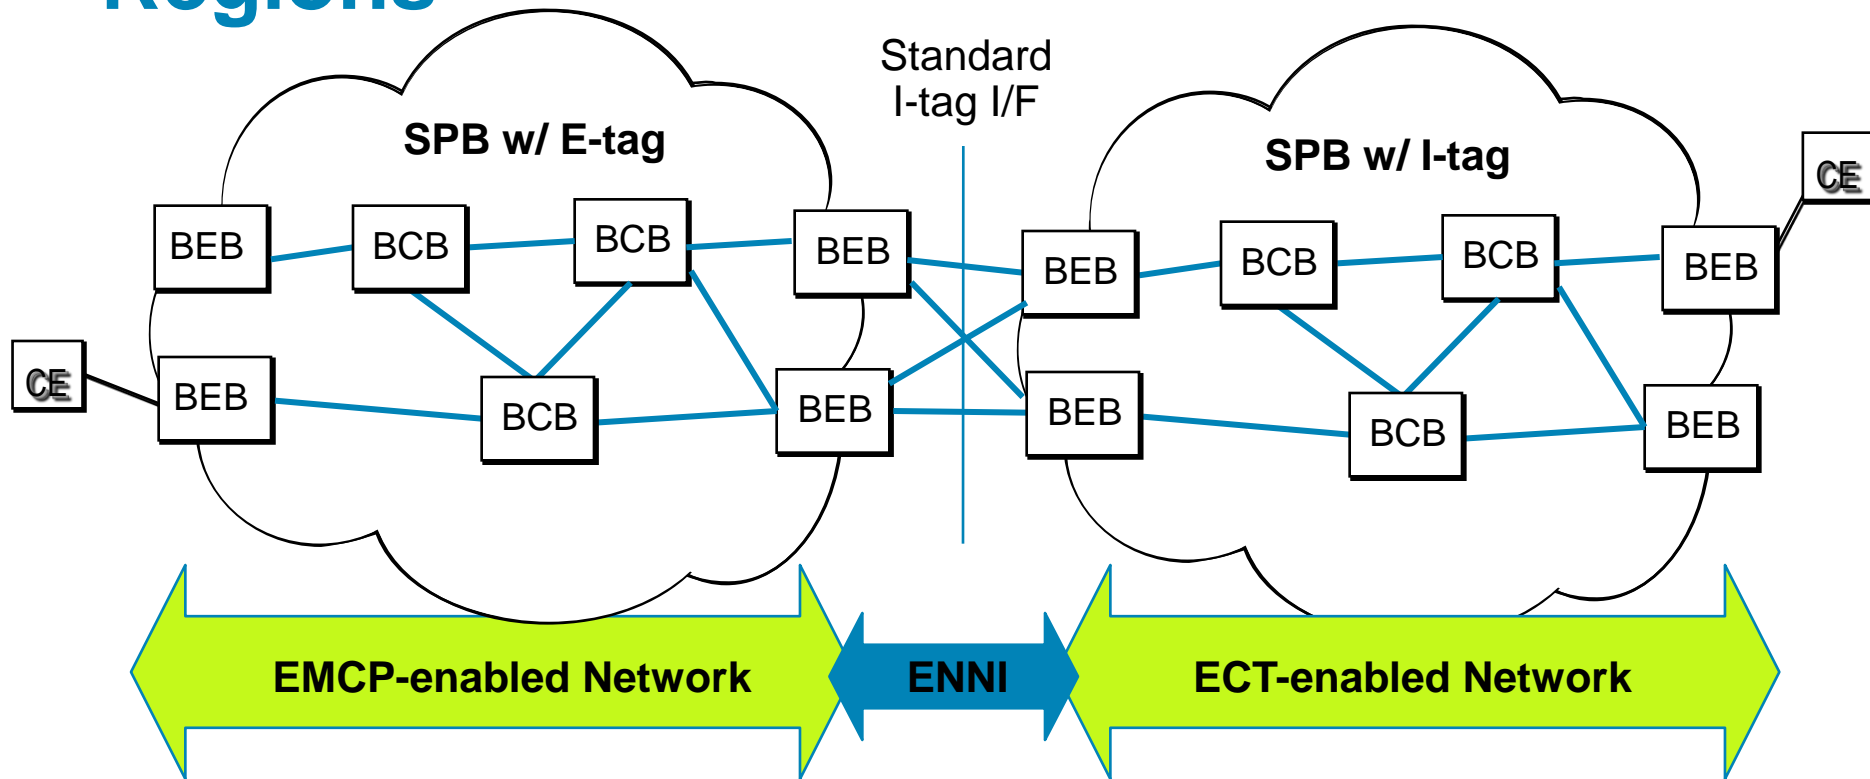 Regions
Standard
I-tag I/F
SPB w/ E-tag
SPB w/ I-tag
CE
BEB
BCB
BCB
BEB
BEB
BCB
BCB
BEB
CE
BEB
BCB
BEB
BEB
BCB
BEB
EMCP-enabled Network
ENNI
ECT-enabled Network